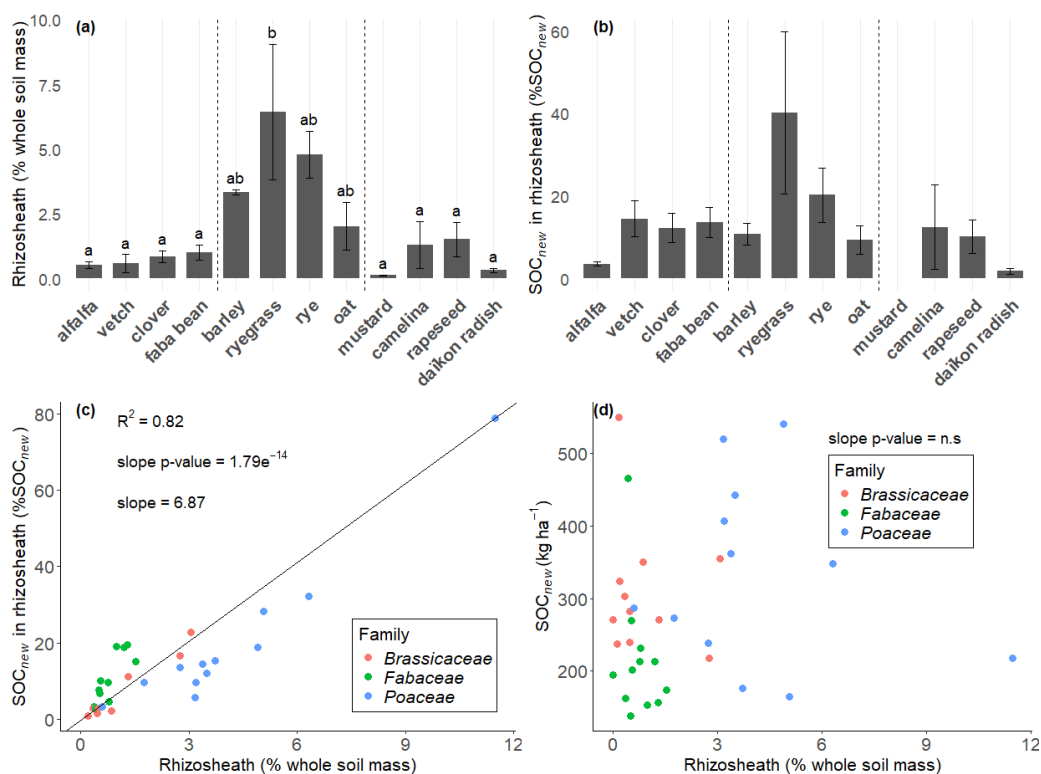 (a)
Rhizosheath (% whole soil mass)
10.0
7.5
5.0
2.5
0.0
a
a
a
a
ab
b
ab
ab
a
a
a
a
alfalfa
vetch
clover
faba bean
barley
ryegrass
rye
oat
mustard
camelina
rapeseed
daikon radish
(b)
SOCnew in rhizosheath (%SOCnew)
60
40
20
0
alfalfa
vetch
clover
faba bean
barley
ryegrass
rye
oat
mustard
camelina
rapeseed
daikon radish
(c)
R² = 0.82
slope p-value = 1.79e⁻¹⁴
slope = 6.87
SOCnew in rhizosheath (%SOCnew)
80
60
40
20
0
Family
Brassicaceae
Fabaceae
Poaceae
0 3 6 9 12
Rhizosheath (% whole soil mass)
(d)
slope p-value = n.s
Family
Brassicaceae
Fabaceae
Poaceae
SOCnew (kg ha⁻¹)
500
400
300
200
0 3 6 9 12
Rhizosheath (% whole soil mass)